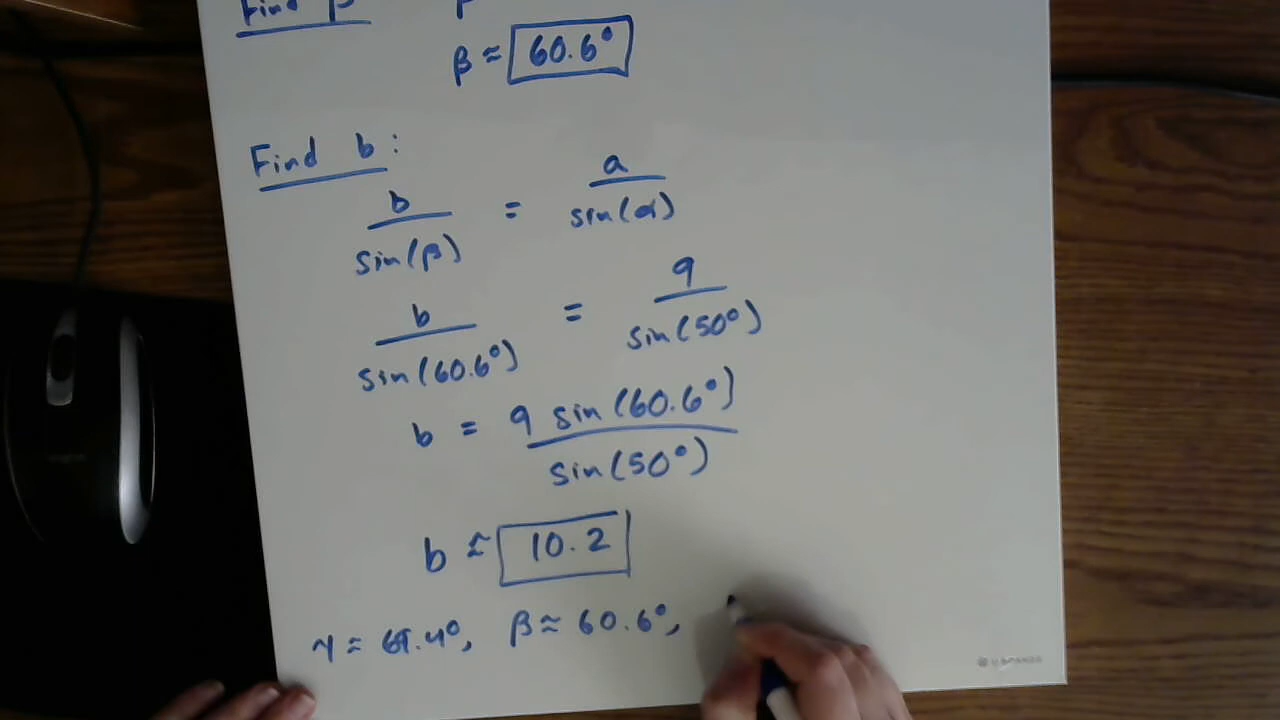 Find β
β ≈ 60.6°
Find b:
b / sin(β) = a / sin(α)
b / sin(60.6°) = 9 / sin(50°)
b = 9 sin(60.6°) / sin(50°)
b ≈ 10.2
γ ≈ 69.4°, β ≈ 60.6°,